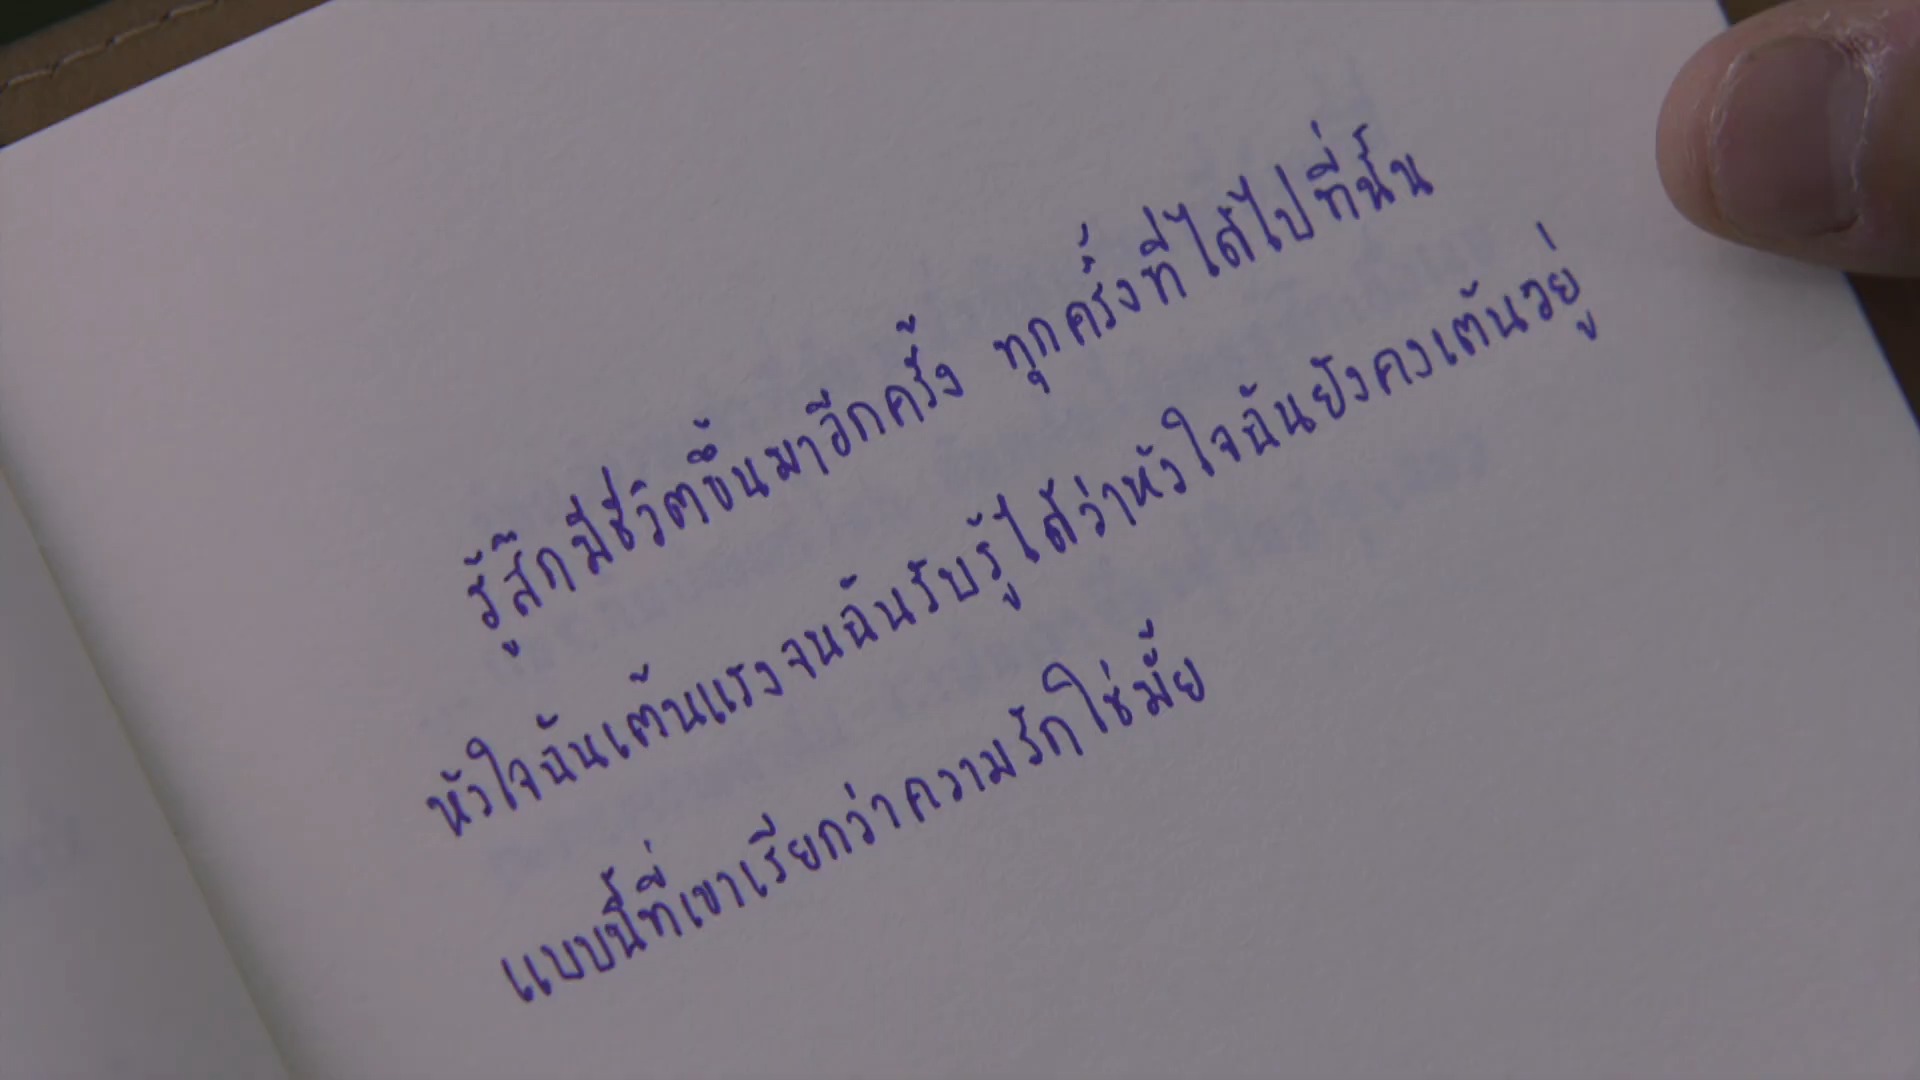 รู้สึกมีชีวิตขึ้นมาอีกครั้ง ทุกครั้งที่ได้ไปที่นั่น
หัวใจฉันเต้นแรงจนฉันรับรู้ได้ว่าหัวใจฉันยังคงเต้นอยู่
แบบนี้ที่เขาเรียกว่าความรักใช่มั้ย